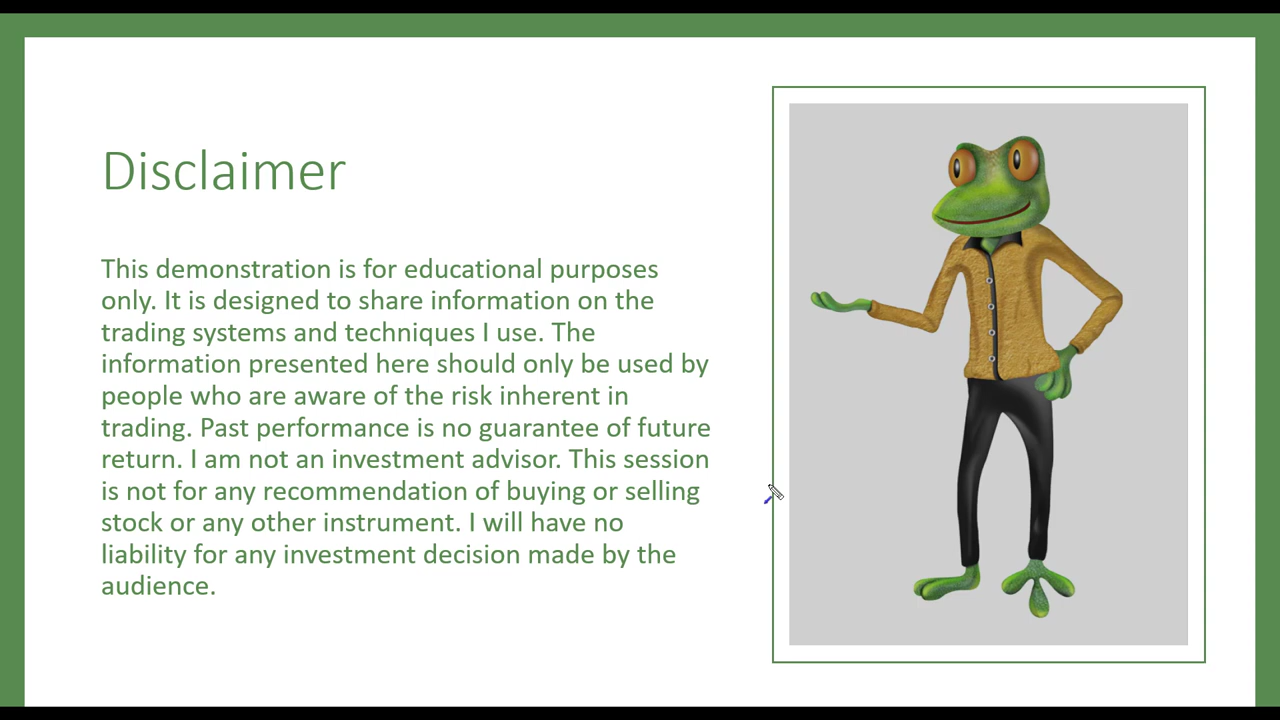 Disclaimer
This demonstration is for educational purposes
only. It is designed to share information on the
trading systems and techniques I use. The
information presented here should only be used by
people who are aware of the risk inherent in
trading. Past performance is no guarantee of future
return. I am not an investment advisor. This session
is not for any recommendation of buying or selling
stock or any other instrument. I will have no
liability for any investment decision made by the
audience.